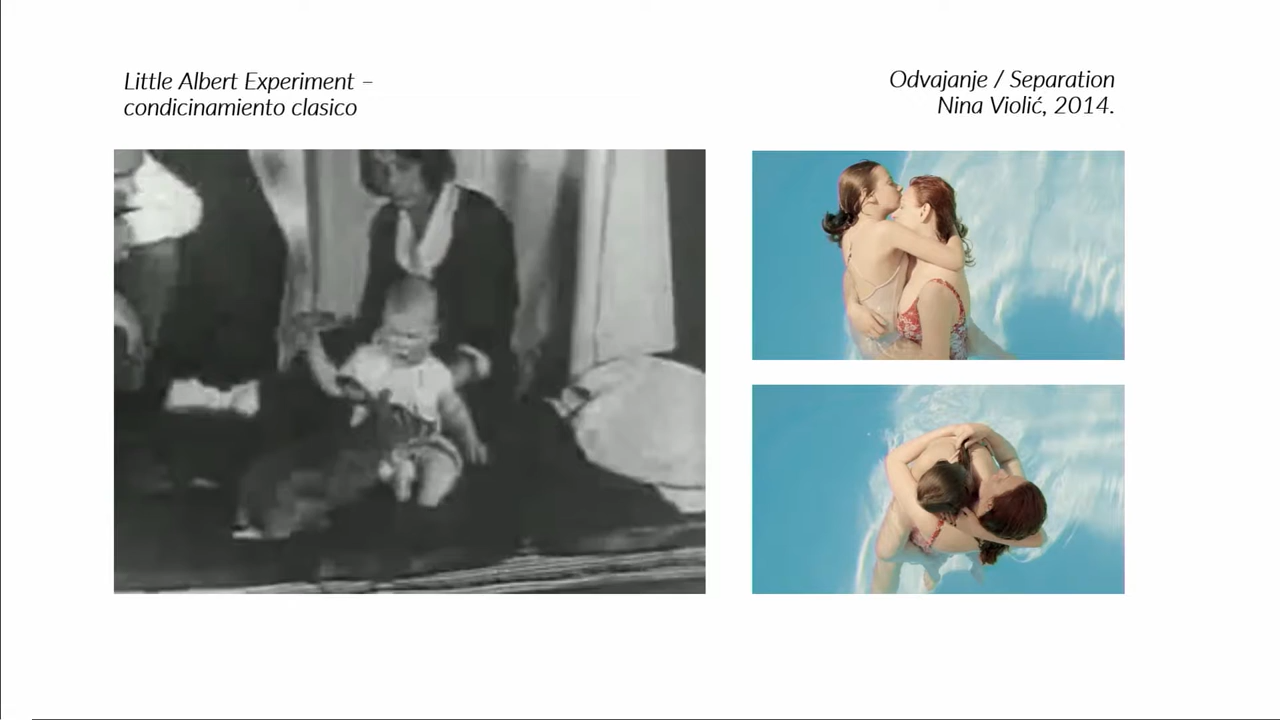 Little Albert Experiment –
condicinamiento clasico
Odvajanje / Separation
Nina Violić, 2014.